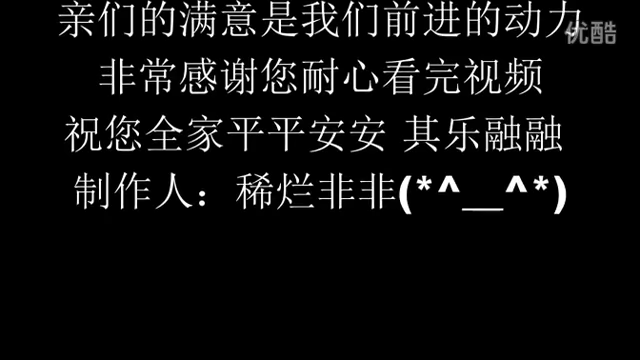 亲们的满意是我们前进的动力
优酷
非常感谢您耐心看完视频
祝您全家平平安安 其乐融融
制作人：稀烂非非(*^__^*)